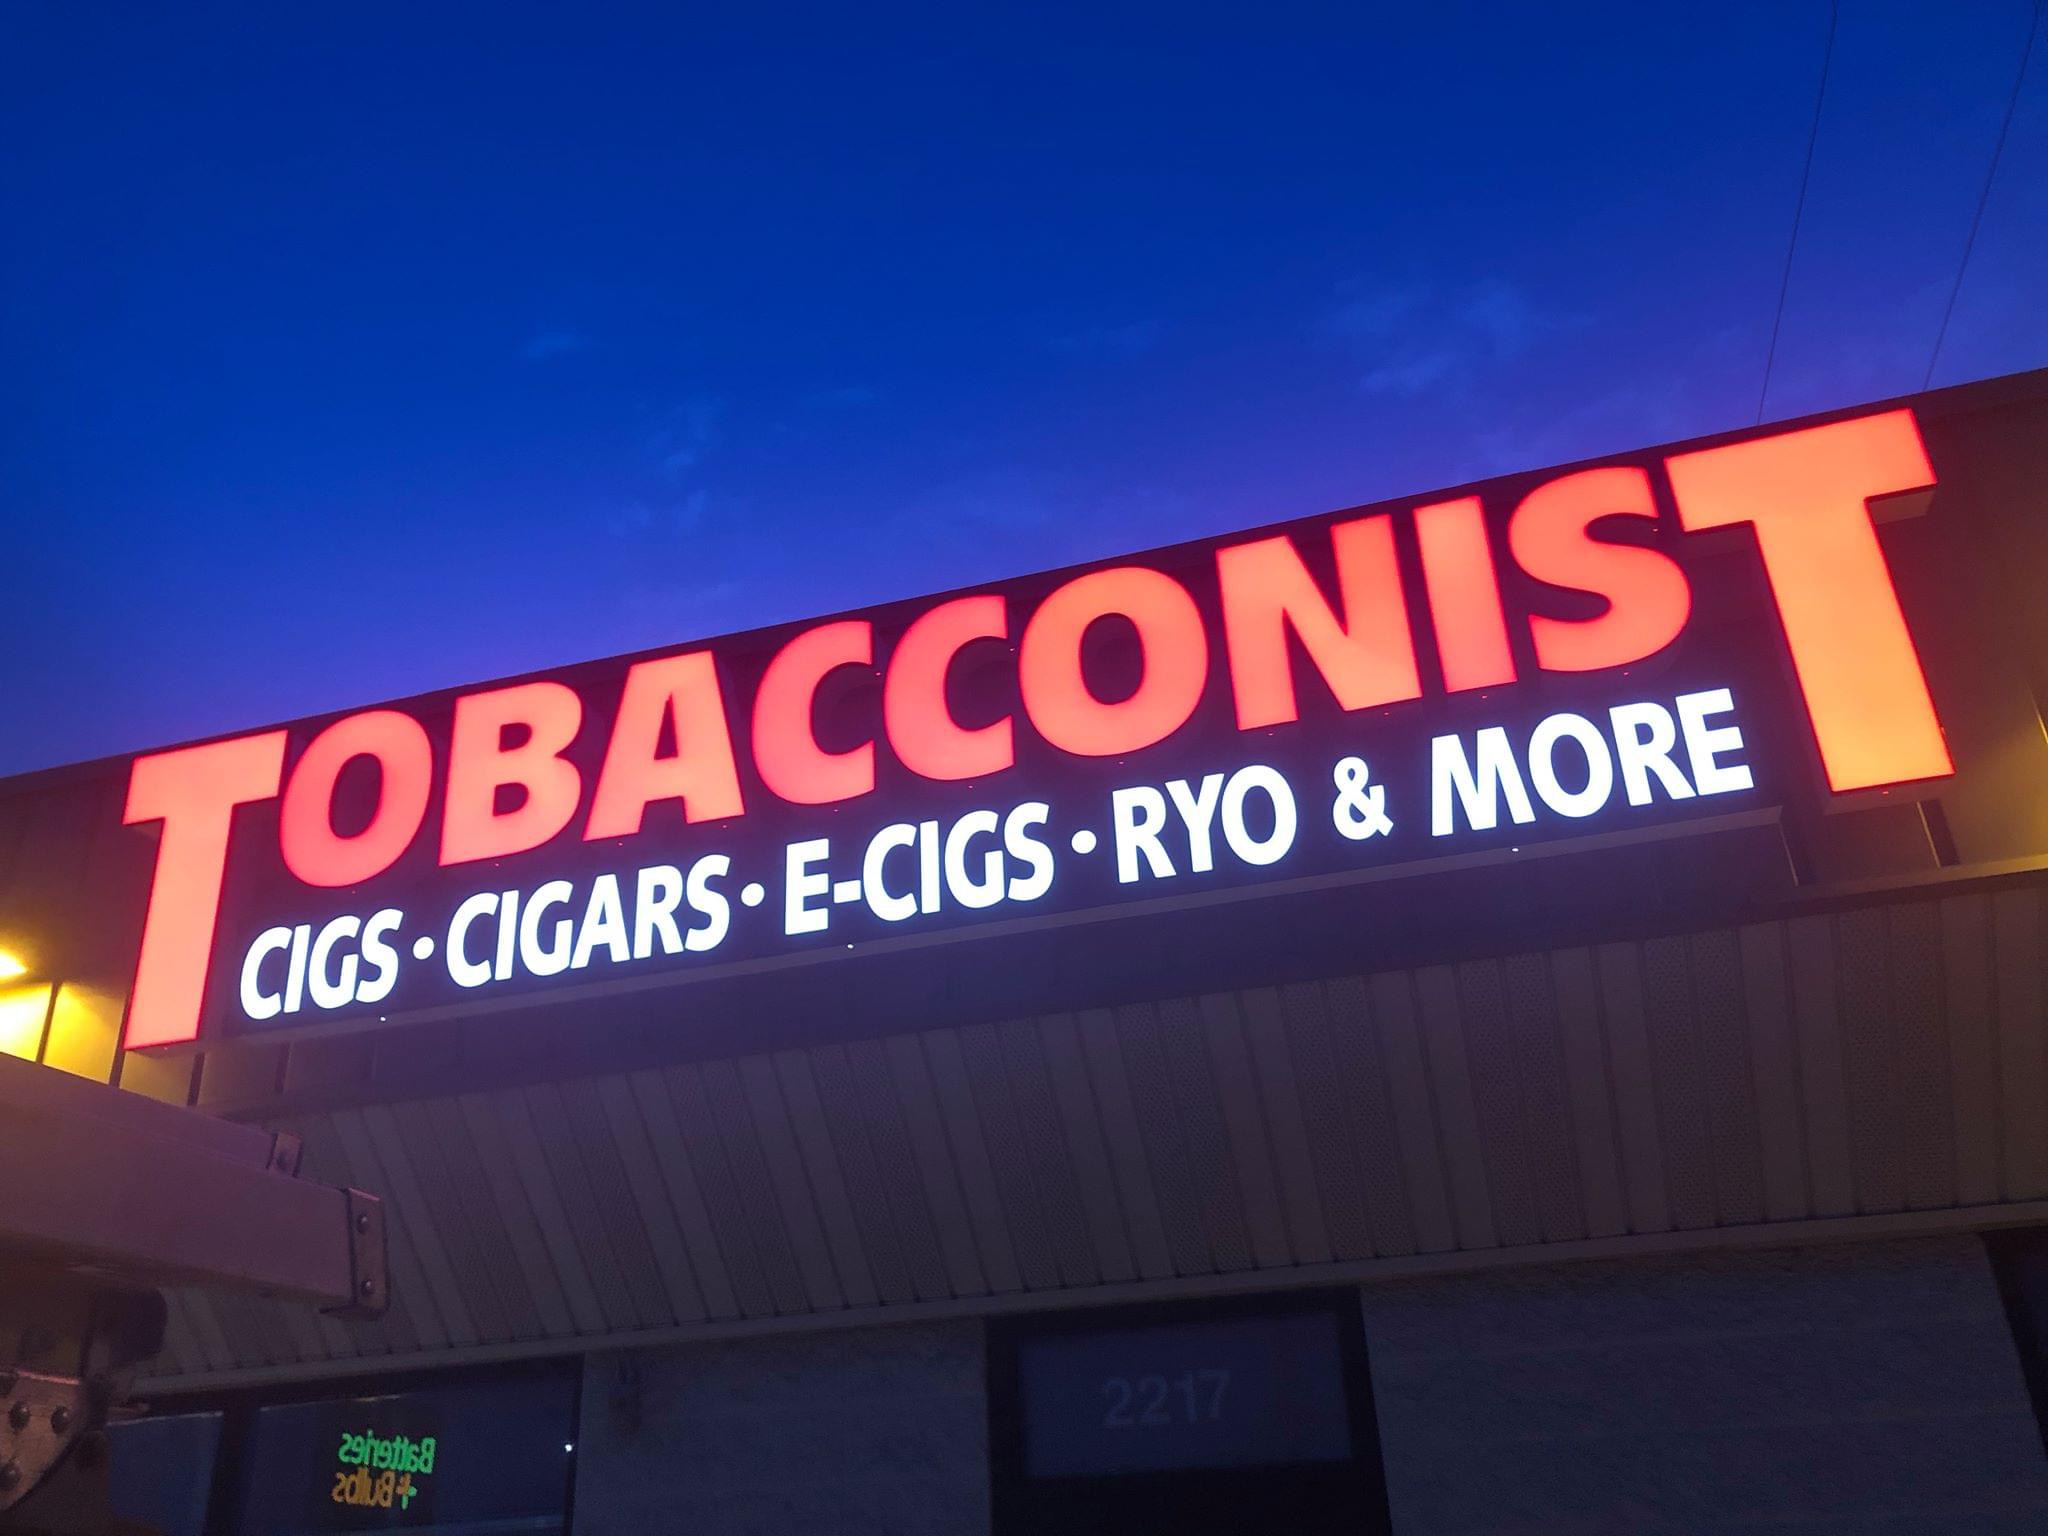 TOBACCONIST
CIGS · CIGARS · E-CIGS · RYO & MORE
2217
Batteries
+ Bulbs